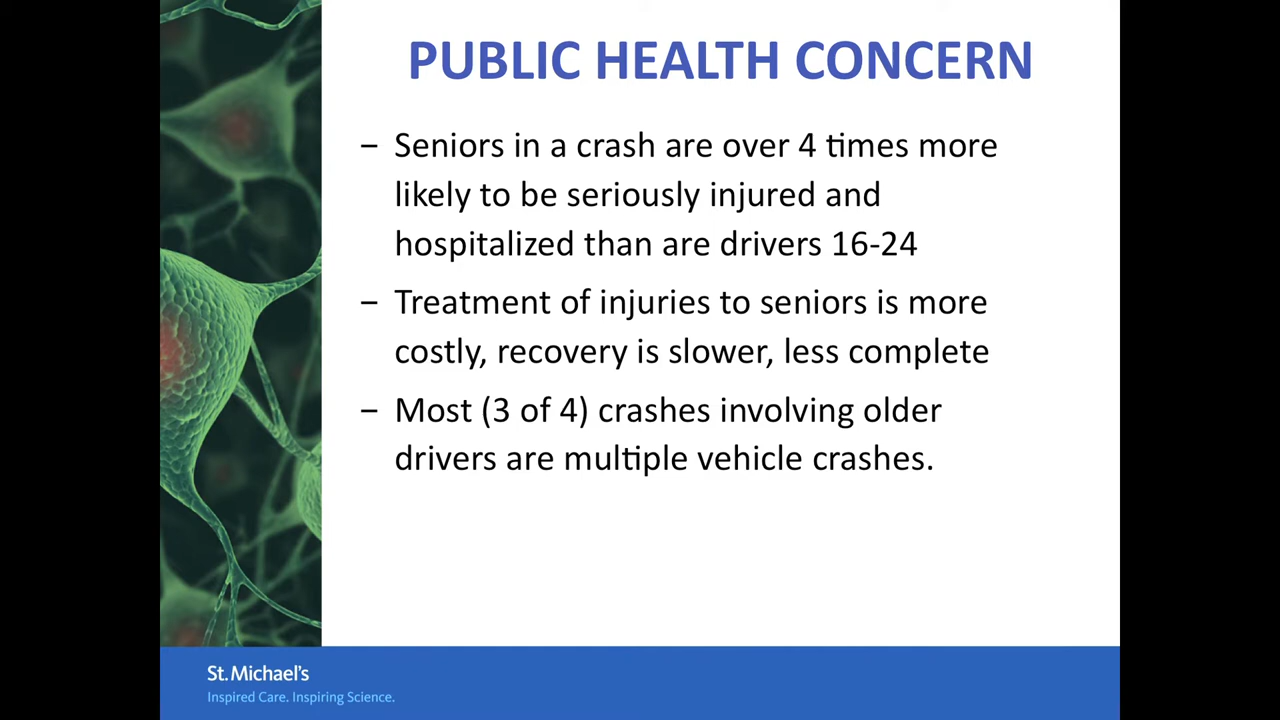 PUBLIC HEALTH CONCERN
– Seniors in a crash are over 4 times more
likely to be seriously injured and
hospitalized than are drivers 16-24
– Treatment of injuries to seniors is more
costly, recovery is slower, less complete
– Most (3 of 4) crashes involving older
drivers are multiple vehicle crashes.
St. Michael's
Inspired Care. Inspiring Science.